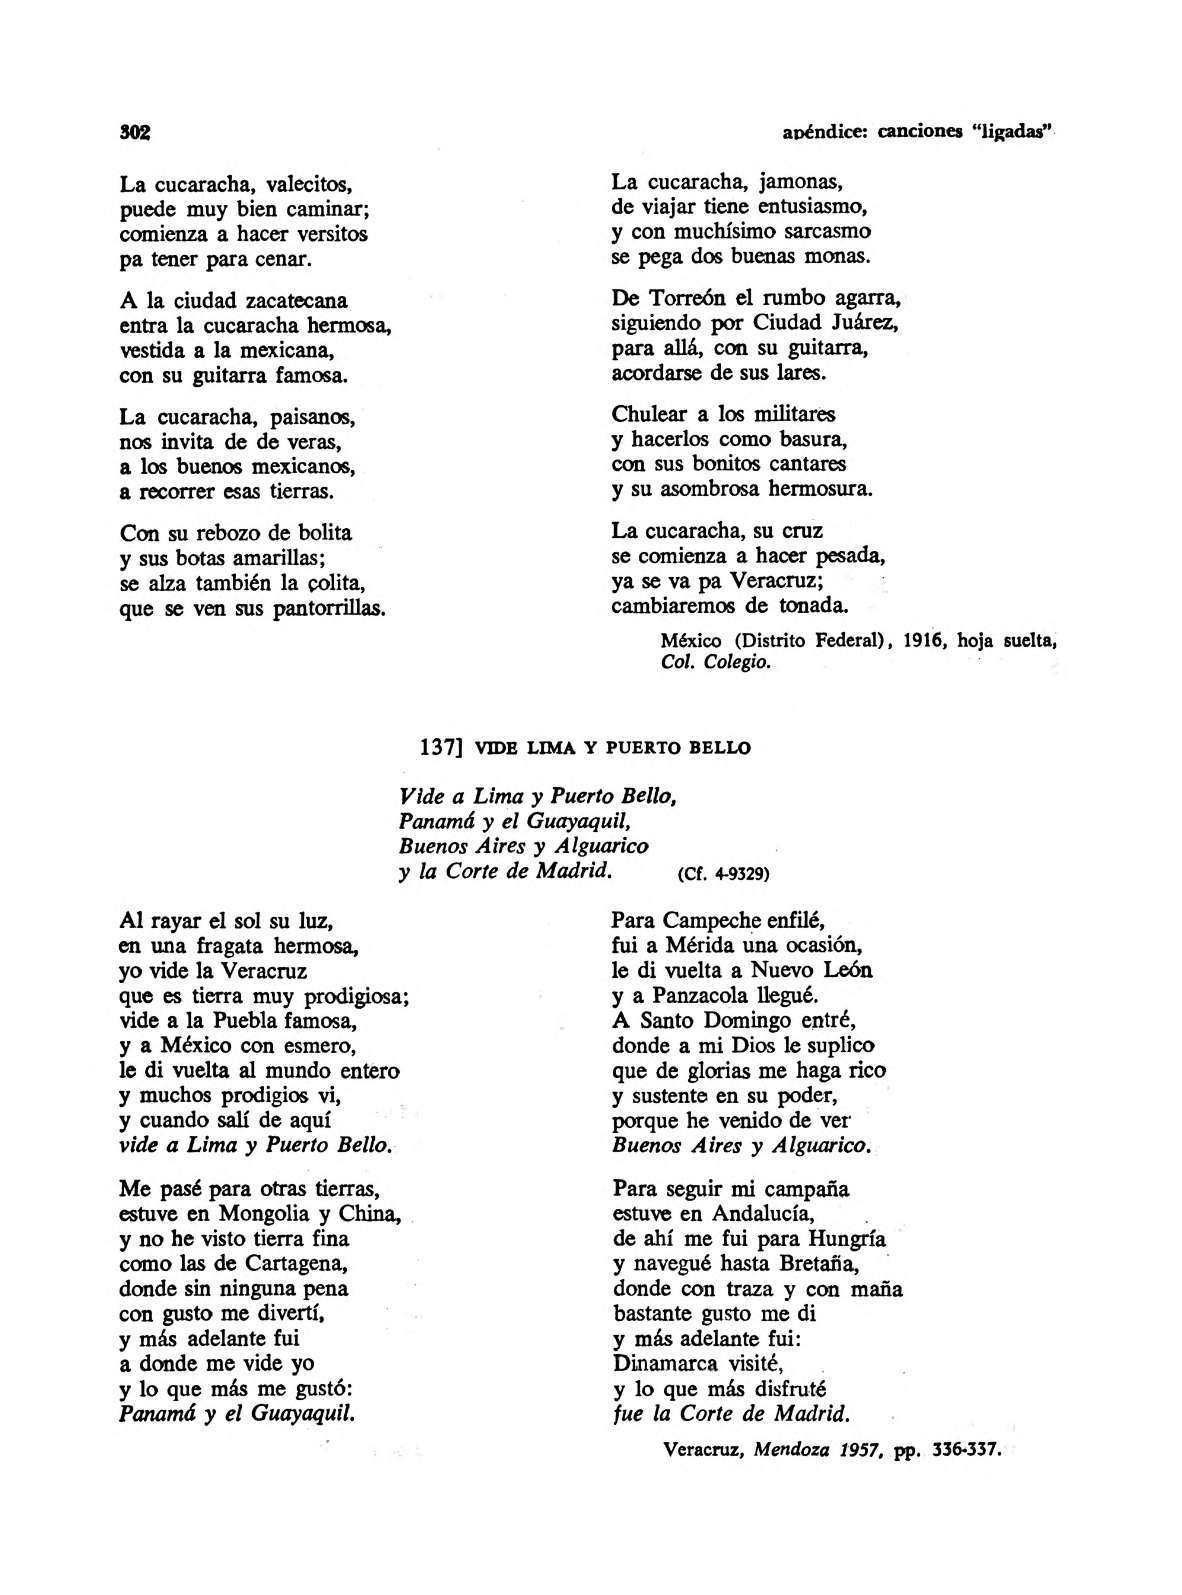 302
apéndice: canciones “ligadas”
La cucaracha, valecitos,
puede muy bien caminar;
comienza a hacer versitos
pa tener para cenar.
A la ciudad zacatecana
entra la cucaracha hermosa,
vestida a la mexicana,
con su guitarra famosa.
La cucaracha, paisanos,
nos invita de de veras,
a los buenos mexicanos,
a recorrer esas tierras.
Con su rebozo de bolita
y sus botas amarillas;
se alza también la colita,
que se ven sus pantorrillas.
La cucaracha, jamonas,
de viajar tiene entusiasmo,
y con muchísimo sarcasmo
se pega dos buenas monas.
De Torreón el rumbo agarra,
siguiendo por Ciudad Juárez,
para allá, con su guitarra,
acordarse de sus lares.
Chulear a los militares
y hacerlos como basura,
con sus bonitos cantares
y su asombrosa hermosura.
La cucaracha, su cruz
se comienza a hacer pesada,
ya se va pa Veracruz;
cambiaremos de tonada.
México (Distrito Federal), 1916, hoja suelta,
Col. Colegio.
137] VIDE LIMA Y PUERTO BELLO
Vide a Lima y Puerto Bello,
Panamá y el Guayaquil,
Buenos Aires y Alguarico
y la Corte de Madrid. (Cf. 4-9329)
Al rayar el sol su luz,
en una fragata hermosa,
yo vide la Veracruz
que es tierra muy prodigiosa;
vide a la Puebla famosa,
y a México con esmero,
le di vuelta al mundo entero
y muchos prodigios vi,
y cuando salí de aquí
vide a Lima y Puerto Bello.
Me pasé para otras tierras,
estuve en Mongolia y China,
y no he visto tierra fina
como las de Cartagena,
donde sin ninguna pena
con gusto me divertí,
y más adelante fui
a donde me vide yo
y lo que más me gustó:
Panamá y el Guayaquil.
Para Campeche enfilé,
fui a Mérida una ocasión,
le di vuelta a Nuevo León
y a Panzacola llegué.
A Santo Domingo entré,
donde a mi Dios le suplico
que de glorias me haga rico
y sustente en su poder,
porque he venido de ver
Buenos Aires y Alguarico.
Para seguir mi campaña
estuve en Andalucía,
de ahí me fui para Hungría
y navegué hasta Bretaña,
donde con traza y con maña
bastante gusto me di
y más adelante fui:
Dinamarca visité,
y lo que más disfruté
fue la Corte de Madrid.
Veracruz, Mendoza 1957, pp. 336-337.